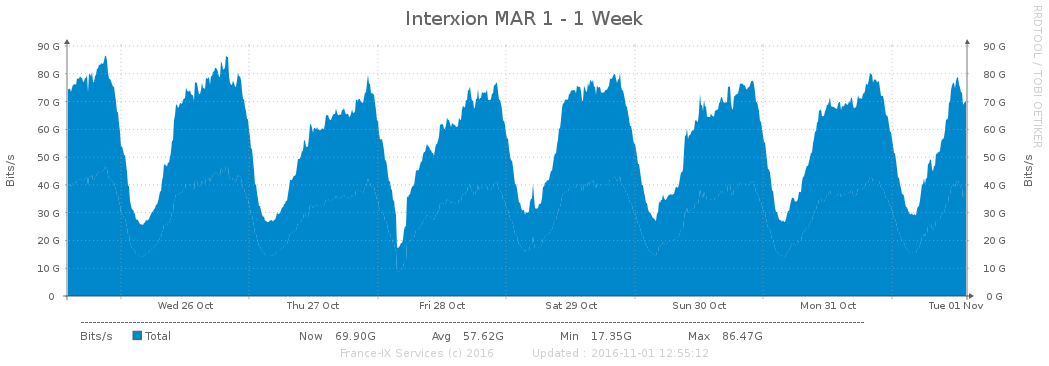 Interxion MAR 1 - 1 Week
RRDTOOL / TOBI OETIKER
90 G 90 G
80 G 80 G
70 G 70 G
60 G 60 G
50 G 50 G
40 G 40 G
30 G 30 G
20 G 20 G
10 G 10 G
0 0 G
Bits/s
Bits/s
Wed 26 Oct Thu 27 Oct Fri 28 Oct Sat 29 Oct Sun 30 Oct Mon 31 Oct Tue 01 Nov
Bits/s Total Now 69.90G Avg 57.62G Min 17.35G Max 86.47G
France-IX Services (c) 2016 Updated : 2016-11-01 12:55:12